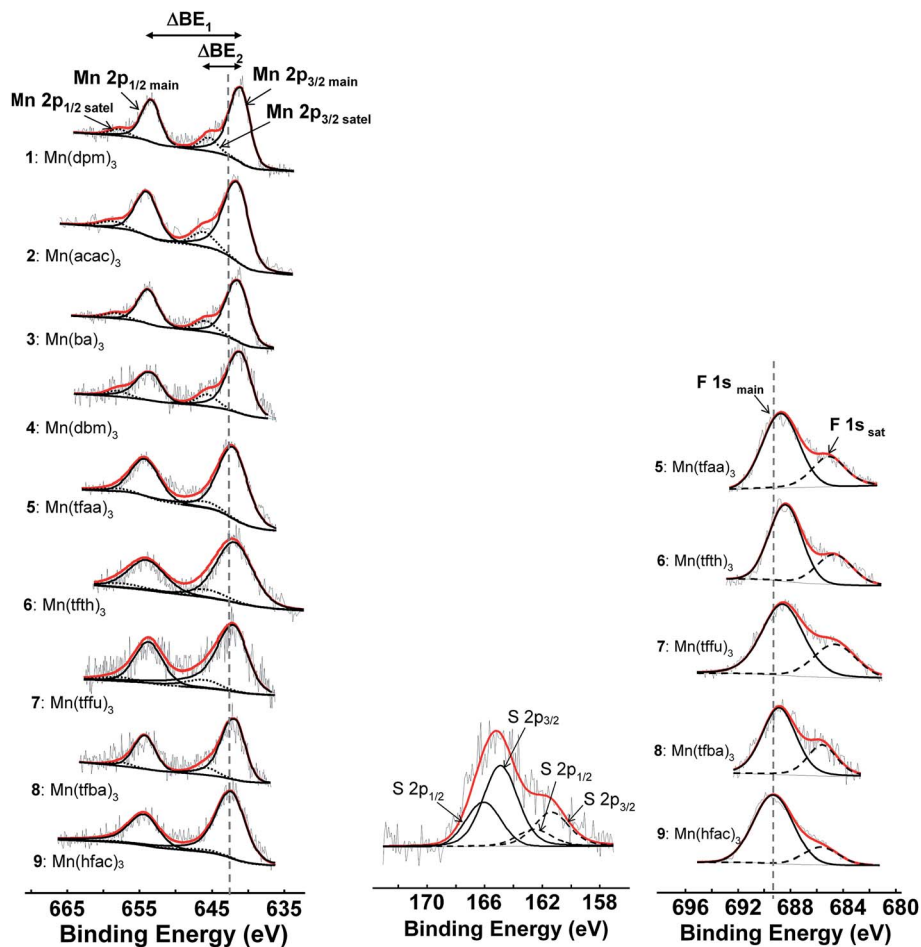 ΔBE₁
ΔBE₂
Mn 2p₁/₂ main
Mn 2p₃/₂ main
Mn 2p₁/₂ satel
Mn 2p₃/₂ satel
1: Mn(dpm)₃
2: Mn(acac)₃
3: Mn(ba)₃
4: Mn(dbm)₃
5: Mn(tfaa)₃
6: Mn(tfth)₃
7: Mn(tffu)₃
8: Mn(tfba)₃
9: Mn(hfac)₃
665 655 645 635
Binding Energy (eV)
S 2p₃/₂
S 2p₁/₂
S 2p₁/₂
S 2p₃/₂
170 166 162 158
Binding Energy (eV)
F 1s main
F 1s sat
5: Mn(tfaa)₃
6: Mn(tfth)₃
7: Mn(tffu)₃
8: Mn(tfba)₃
9: Mn(hfac)₃
696 692 688 684 680
Binding Energy (eV)